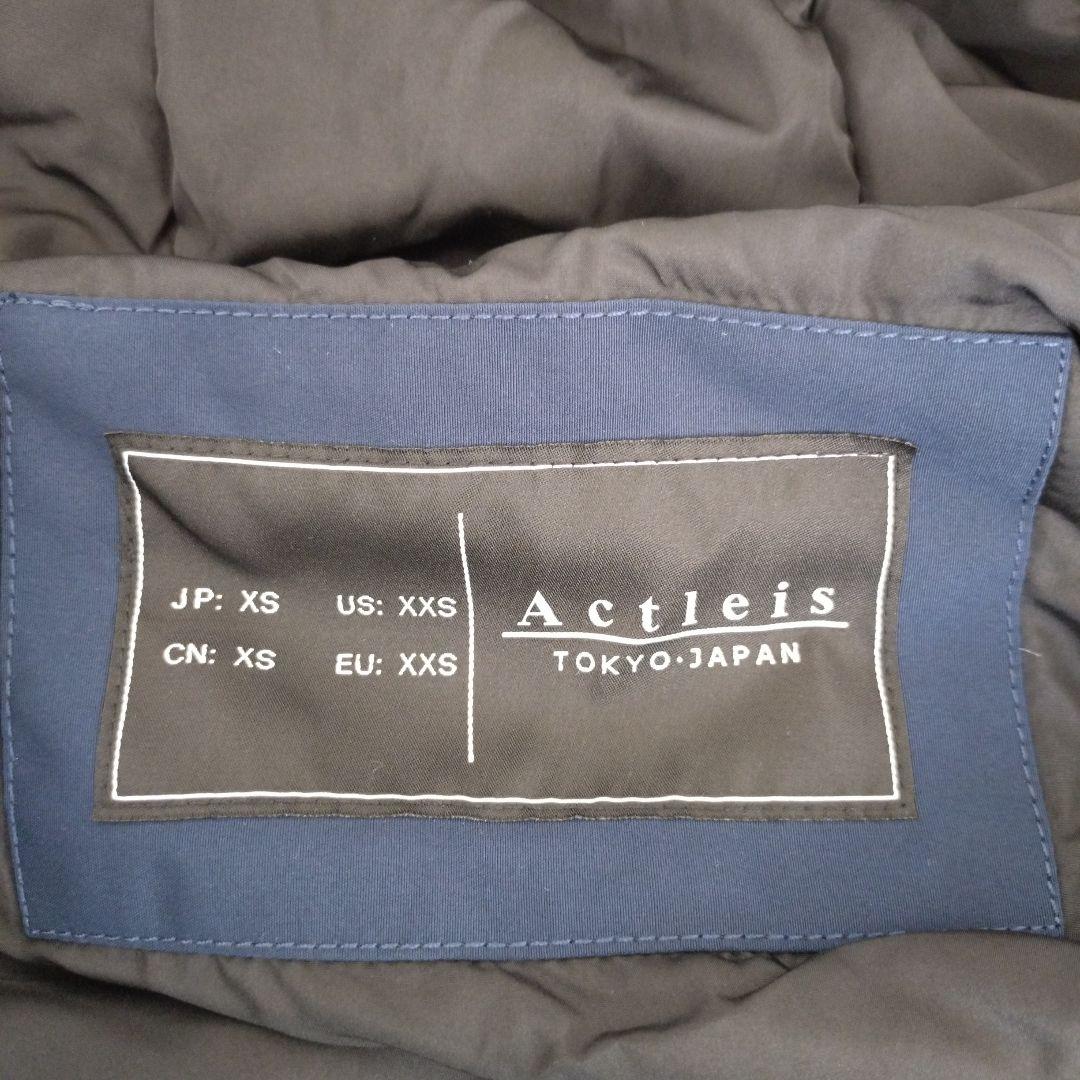 JP: XS US: XXS
CN: XS EU: XXS
Actleis
TOKYO·JAPAN